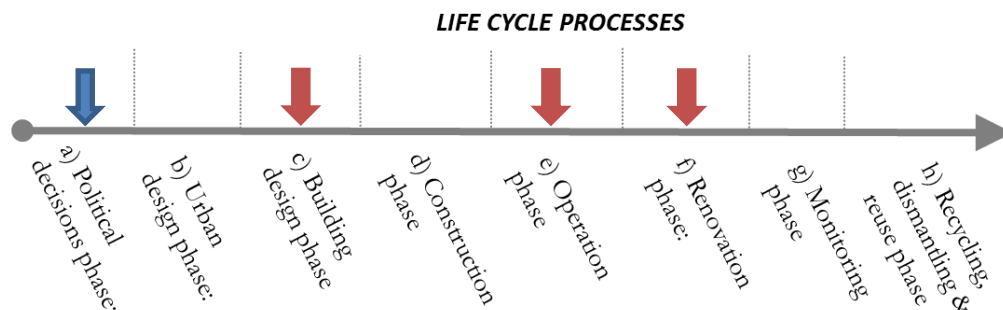 LIFE CYCLE PROCESSES
a) Political
decisions phase:
b) Urban
design phase:
c) Building
design phase
d) Construction
phase
e) Operation
phase
f) Renovation
phase:
g) Monitoring
phase
h) Recycling,
dismantling &
reuse phase